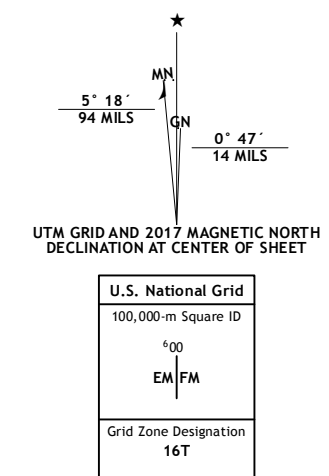 ★
MN
5° 18´
94 MILS
GN
0° 47´
14 MILS
UTM GRID AND 2017 MAGNETIC NORTH
DECLINATION AT CENTER OF SHEET
U.S. National Grid
100,000-m Square ID
⁶00
EM FM
Grid Zone Designation
16T